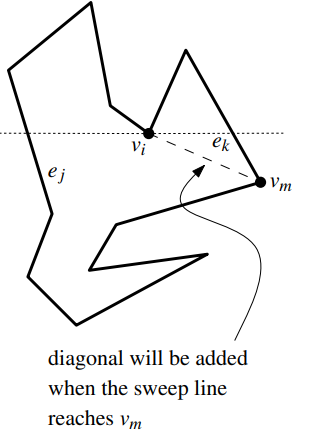 v_i
e_k
e_j
v_m
diagonal will be added
when the sweep line
reaches v_m